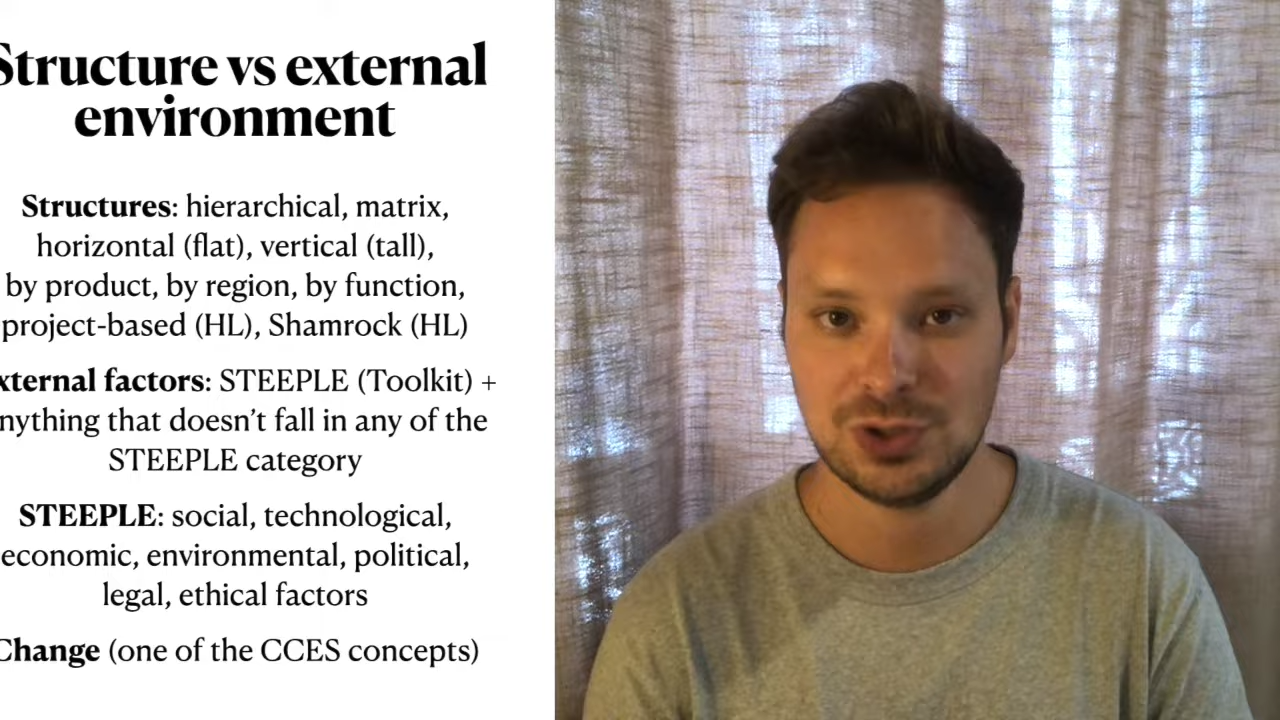 Structure vs external
environment
Structures: hierarchical, matrix,
horizontal (flat), vertical (tall),
by product, by region, by function,
project-based (HL), Shamrock (HL)
xternal factors: STEEPLE (Toolkit) +
nything that doesn't fall in any of the
STEEPLE category
STEEPLE: social, technological,
economic, environmental, political,
legal, ethical factors
Change (one of the CCES concepts)